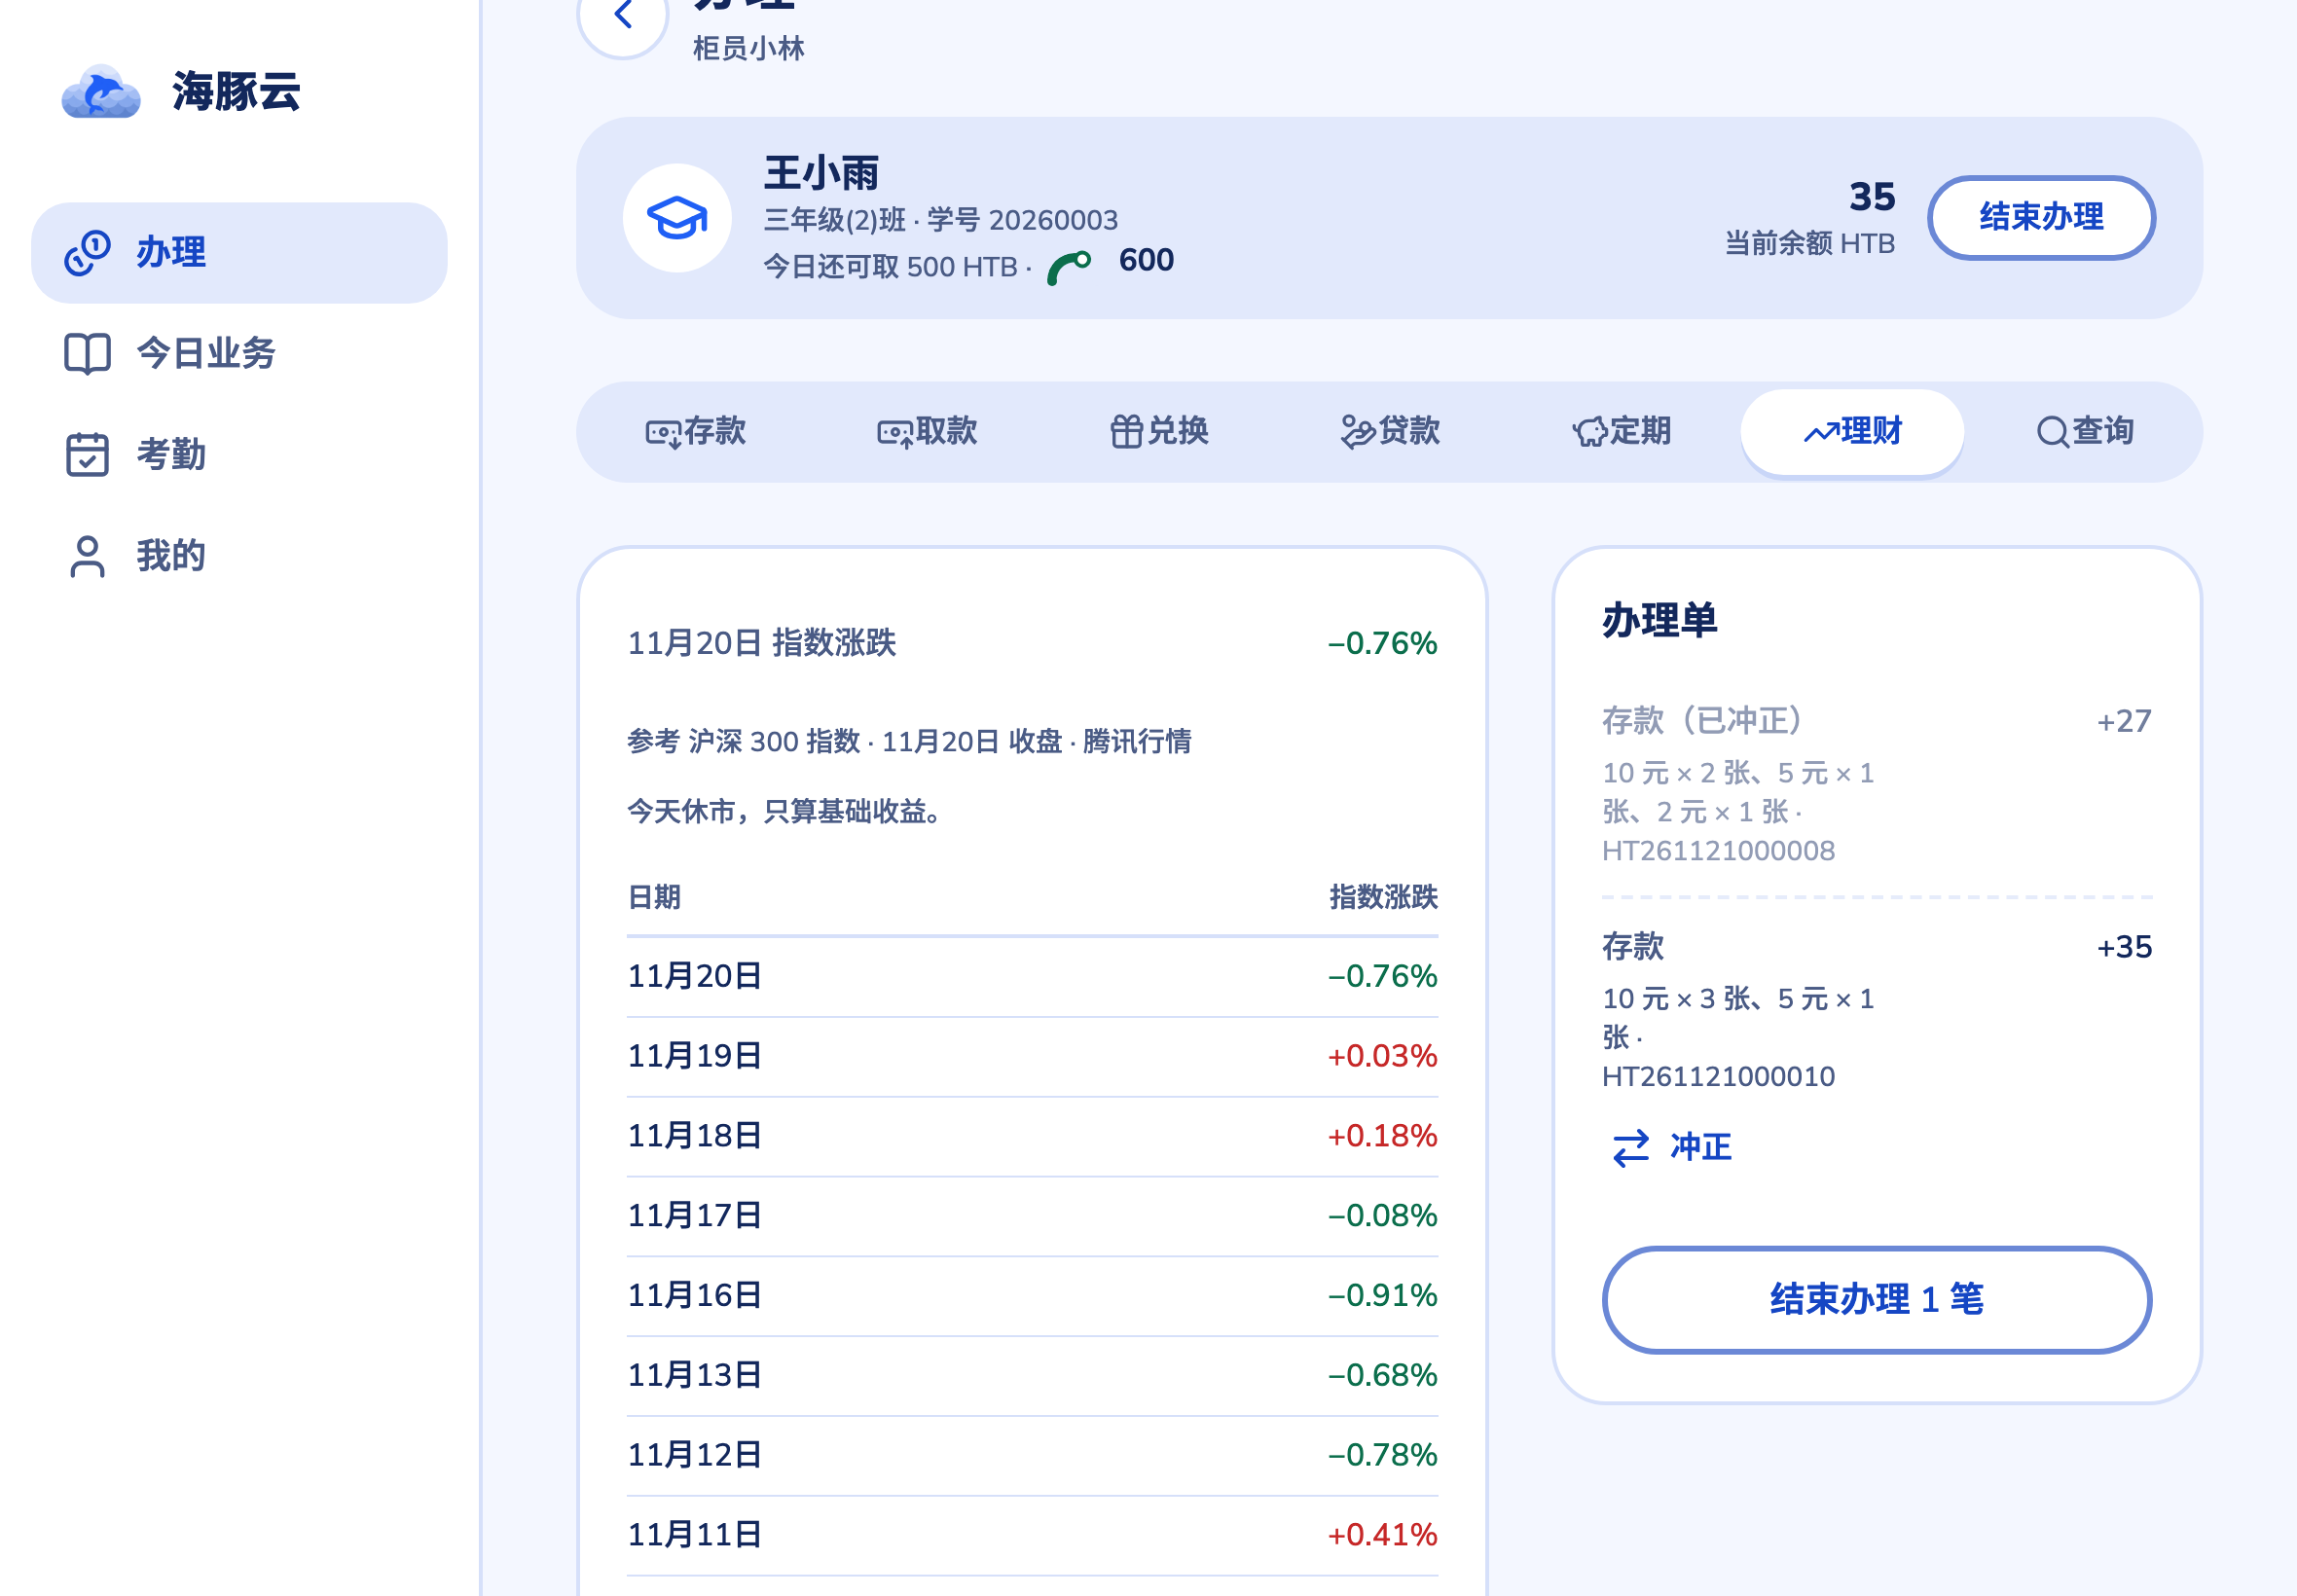 海豚云
办理
今日业务
考勤
我的
办理
柜员小林
王小雨
三年级(2)班 · 学号 20260003
今日还可取 500 HTB · 600
35
当前余额 HTB
结束办理
存款
取款
兑换
贷款
定期
理财
查询
11月20日 指数涨跌 −0.76%
参考 沪深 300 指数 · 11月20日 收盘 · 腾讯行情
今天休市，只算基础收益。
日期 指数涨跌
11月20日 −0.76%
11月19日 +0.03%
11月18日 +0.18%
11月17日 −0.08%
11月16日 −0.91%
11月13日 −0.68%
11月12日 −0.78%
11月11日 +0.41%
办理单
存款（已冲正） +27
10 元 × 2 张、5 元 × 1
张、2 元 × 1 张 ·
HT261121000008
存款 +35
10 元 × 3 张、5 元 × 1
张 ·
HT261121000010
冲正
结束办理 1 笔